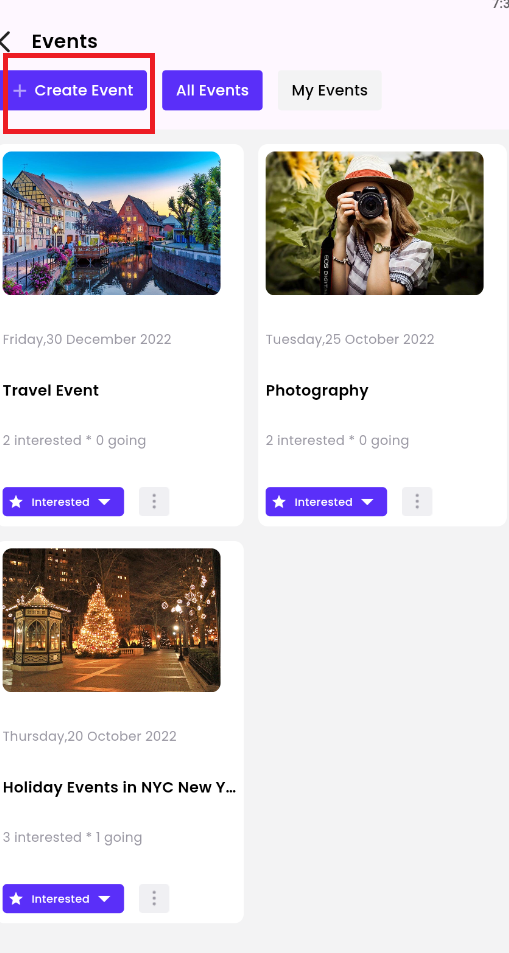 Events
Create Event
All Events
My Events
Friday,30 December 2022
Tuesday,25 October 2022
Travel Event
Photography
2 interested * 0 going
2 interested * 0 going
Interested
Interested
Thursday,20 October 2022
Holiday Events in NYC New Y...
3 interested * 1 going
Interested